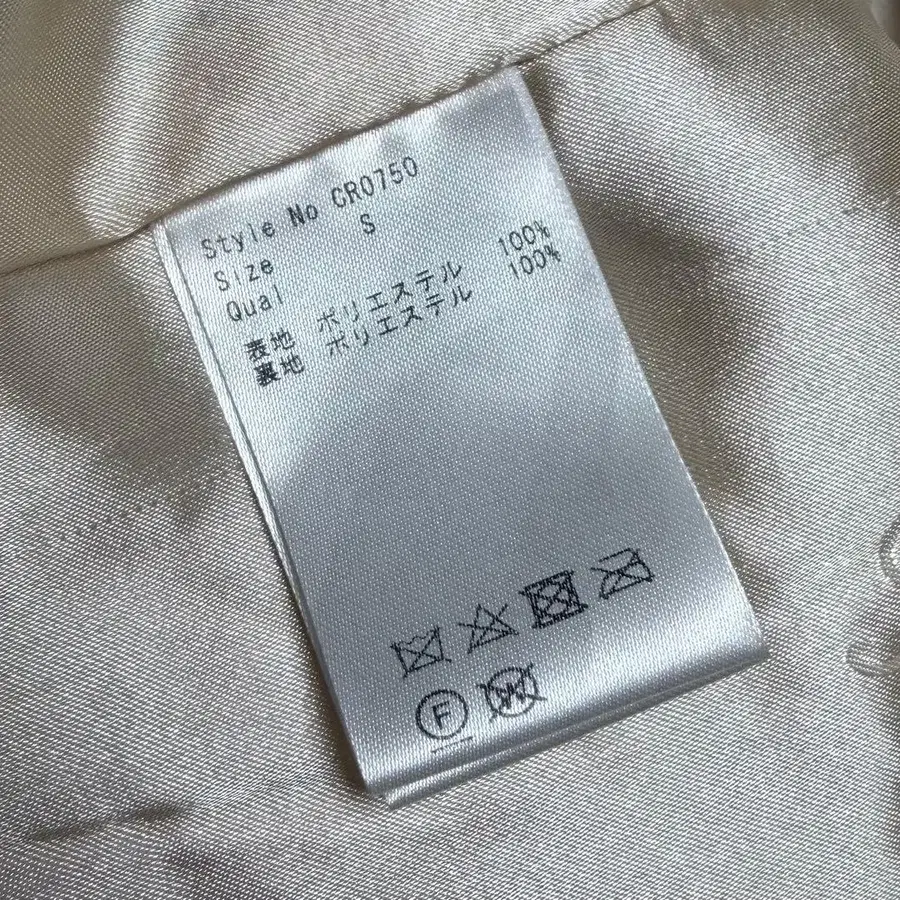 Style No CR0750
Size S
Qual
表地 ポリエステル 100%
裏地 ポリエステル 100%
F
W